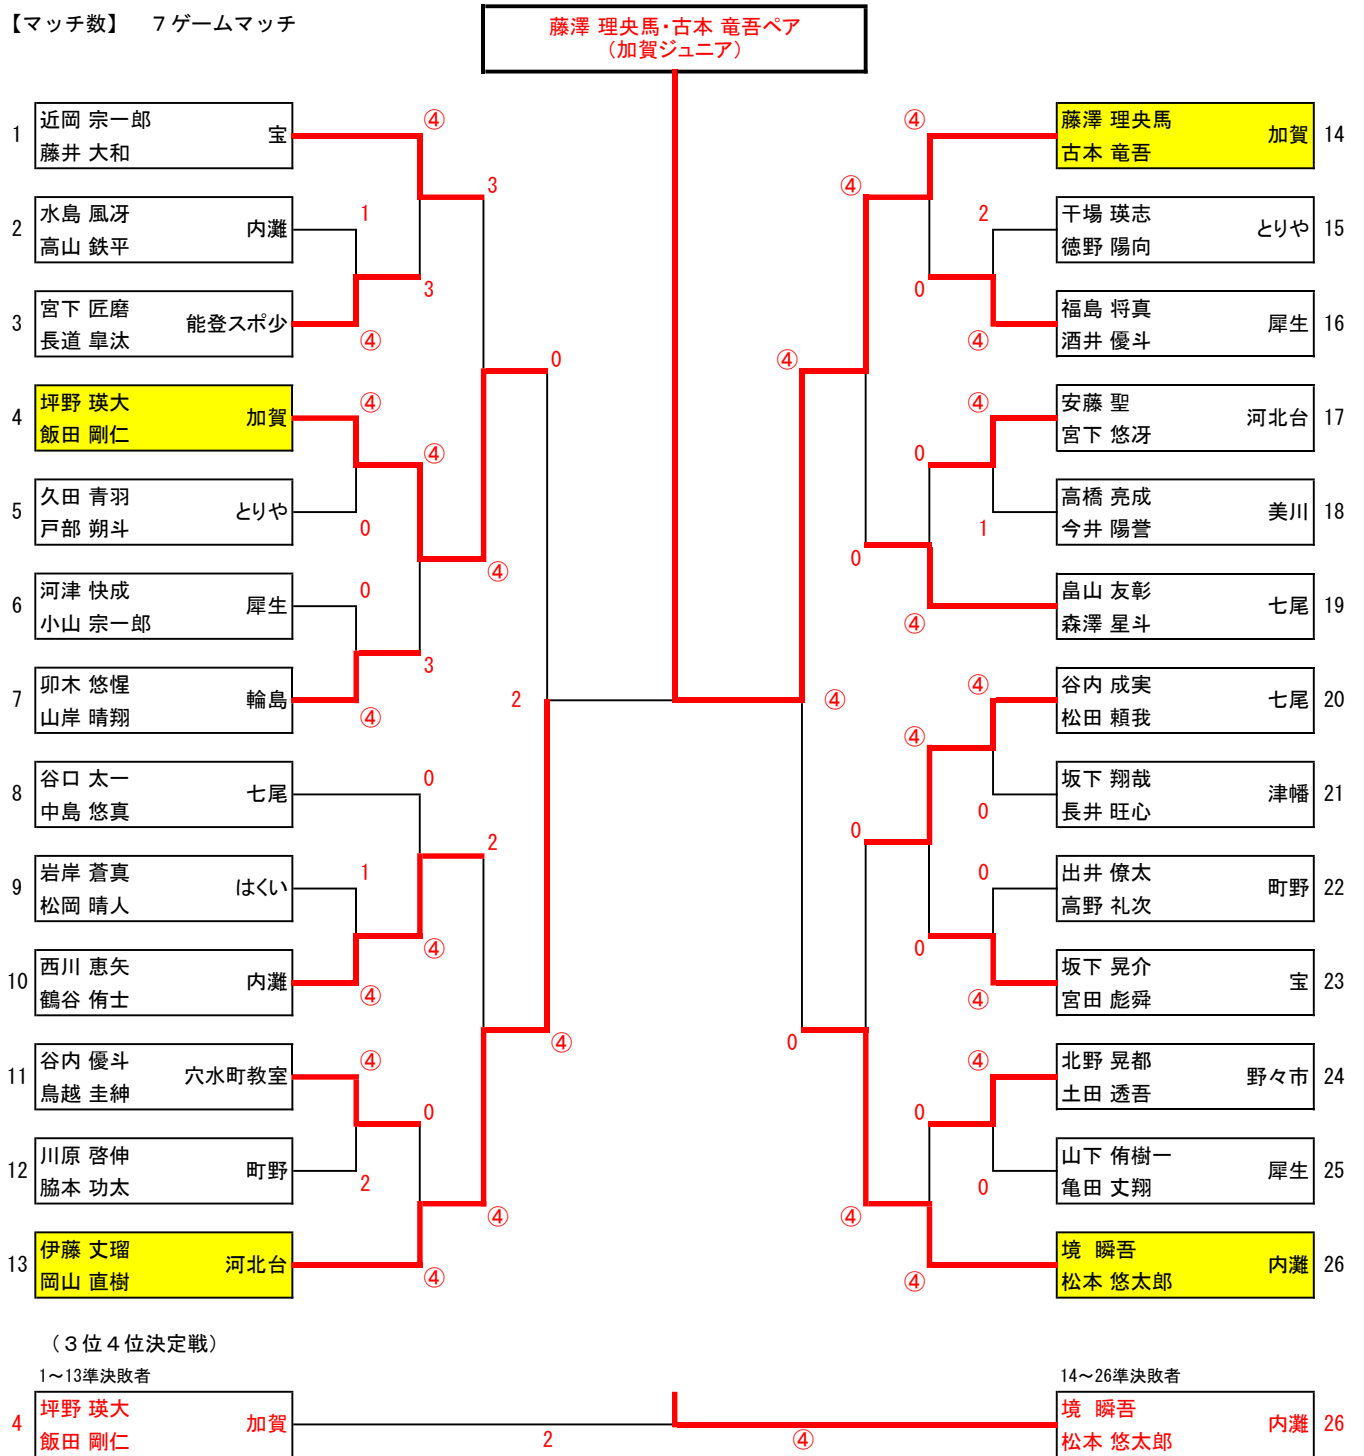 【マッチ数】　７ゲームマッチ
藤澤 理央馬・古本 竜吾ペア
（加賀ジュニア）
1 近岡 宗一郎 宝
藤井 大和
2 水島 風冴 内灘
高山 鉄平
3 宮下 匠磨 能登スポ少
長道 皐汰
4 坪野 瑛大 加賀
飯田 剛仁
5 久田 青羽 とりや
戸部 朔斗
6 河津 快成 犀生
小山 宗一郎
7 卯木 悠惺 輪島
山岸 晴翔
8 谷口 太一 七尾
中島 悠真
9 岩岸 蒼真 はくい
松岡 晴人
10 西川 恵矢 内灘
鶴谷 侑士
11 谷内 優斗 穴水町教室
鳥越 圭紳
12 川原 啓伸 町野
脇本 功太
13 伊藤 丈瑠 河北台
岡山 直樹
④
3
1
3
④
0
④
④
0
④
0
3
④
2
0
2
1
④
④
④
④
0
2
④
④
藤澤 理央馬 加賀 14
古本 竜吾
干場 瑛志 とりや 15
徳野 陽向
福島 将真 犀生 16
酒井 優斗
安藤 聖 河北台 17
宮下 悠冴
高橋 亮成 美川 18
今井 陽誉
畠山 友彰 七尾 19
森澤 星斗
谷内 成実 七尾 20
松田 頼我
坂下 翔哉 津幡 21
長井 旺心
出井 僚太 町野 22
高野 礼次
坂下 晃介 宝 23
宮田 彪舜
北野 晃都 野々市 24
土田 透吾
山下 侑樹一 犀生 25
亀田 丈翔
境 瞬吾 内灘 26
松本 悠太郎
④
④
2
0
④
④
④
0
1
0
④
④
④
④
0
0
0
0
④
0
④
0
0
④
④
（３位４位決定戦）
1～13準決敗者
4 坪野 瑛大 加賀
飯田 剛仁
2
④
14～26準決敗者
境 瞬吾 内灘 26
松本 悠太郎